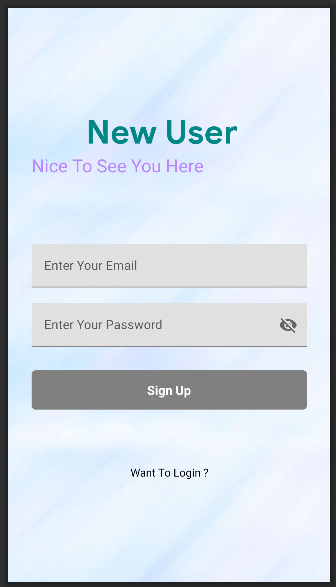 New User
Nice To See You Here
Enter Your Email
Enter Your Password
Sign Up
Want To Login ?